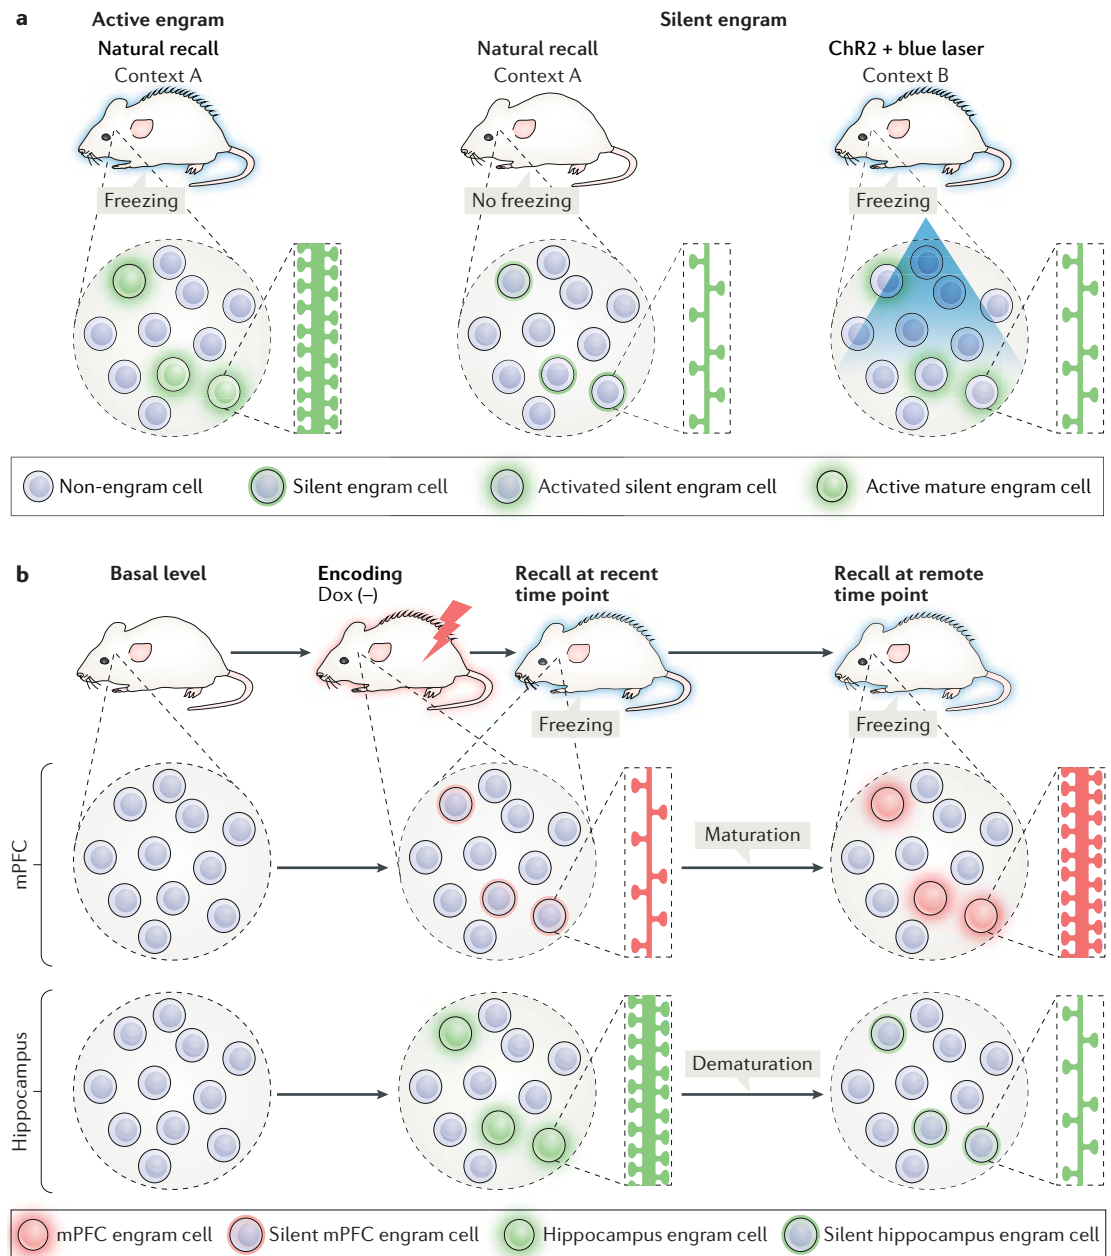 a
Active engram
Silent engram
Natural recall
Context A
Natural recall
Context A
ChR2 + blue laser
Context B
Freezing
No freezing
Freezing
Non-engram cell
Silent engram cell
Activated silent engram cell
Active mature engram cell
b
Basal level
Encoding
Dox (–)
Recall at recent
time point
Recall at remote
time point
Freezing
Freezing
mPFC
Maturation
Hippocampus
Dematuration
mPFC engram cell
Silent mPFC engram cell
Hippocampus engram cell
Silent hippocampus engram cell